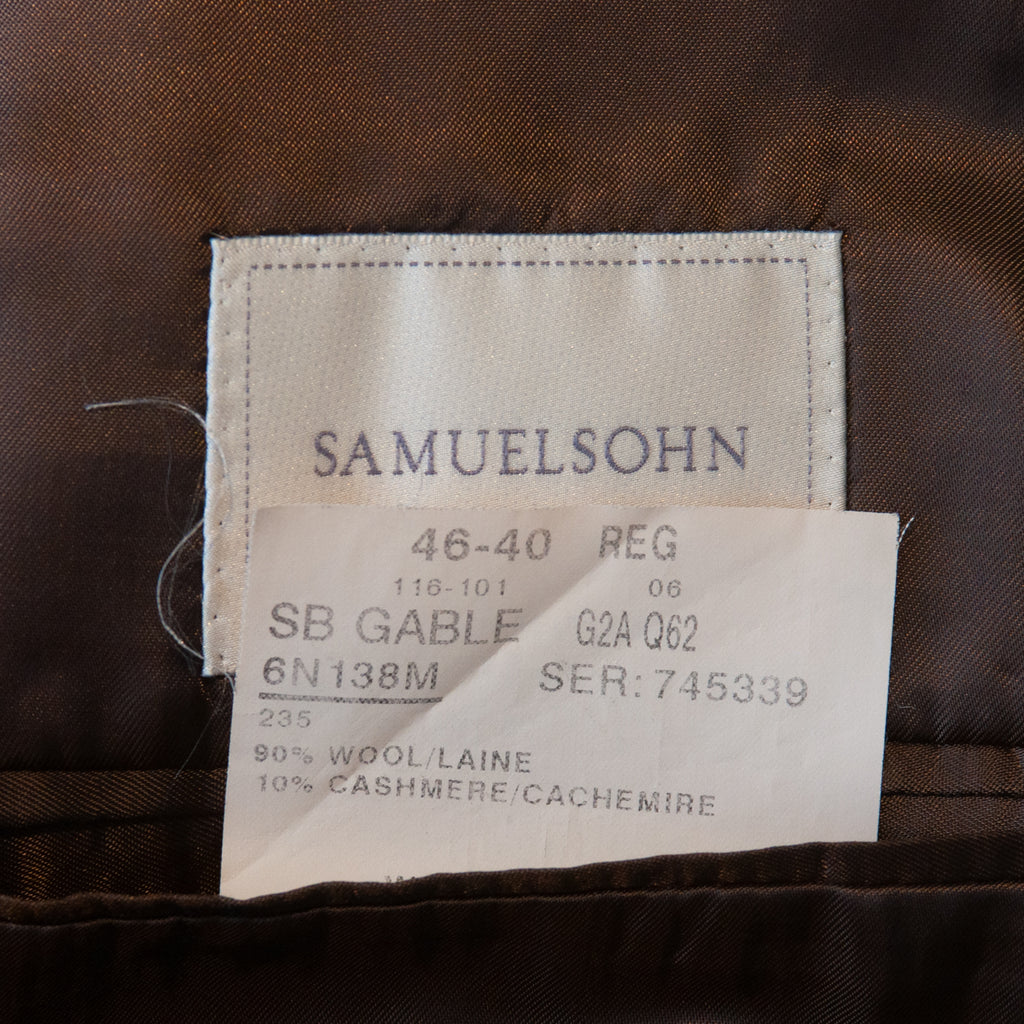 SAMUELSOHN
46-40 REG
116-101 06
SB GABLE G2A Q62
6N138M SER: 745339
235
90% WOOL/LAINE
10% CASHMERE/CACHEMIRE